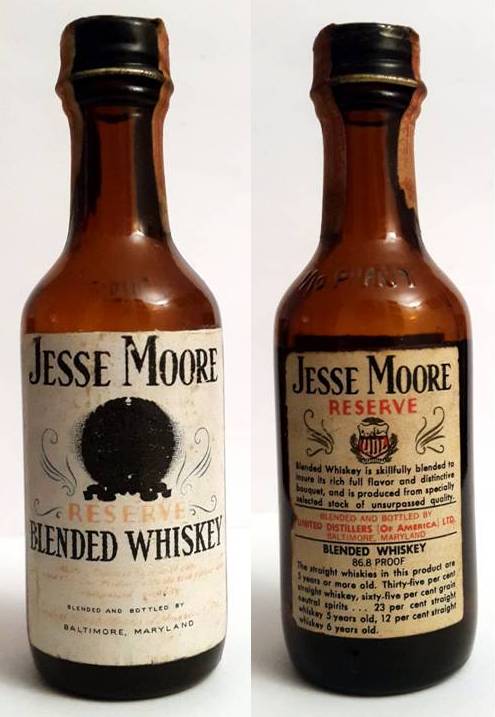 JESSE MOORE
RESERVE
BLENDED WHISKEY
BLENDED AND BOTTLED BY
BALTIMORE, MARYLAND
JESSE MOORE
RESERVE
UDA
Blended Whiskey is skillfully blended to
insure its rich full flavor and distinctive
bouquet, and is produced from specially
selected stock of unsurpassed quality.
BLENDED AND BOTTLED BY
UNITED DISTILLERS (OF AMERICA) LTD.
BALTIMORE, MARYLAND
BLENDED WHISKEY
86.8 PROOF
The straight whiskies in this product are
5 years or more old. Thirty-five per cent
straight whiskey, sixty-five per cent grain
neutral spirits . . . 23 per cent straight
whiskey 5 years old, 12 per cent straight
whiskey 6 years old.